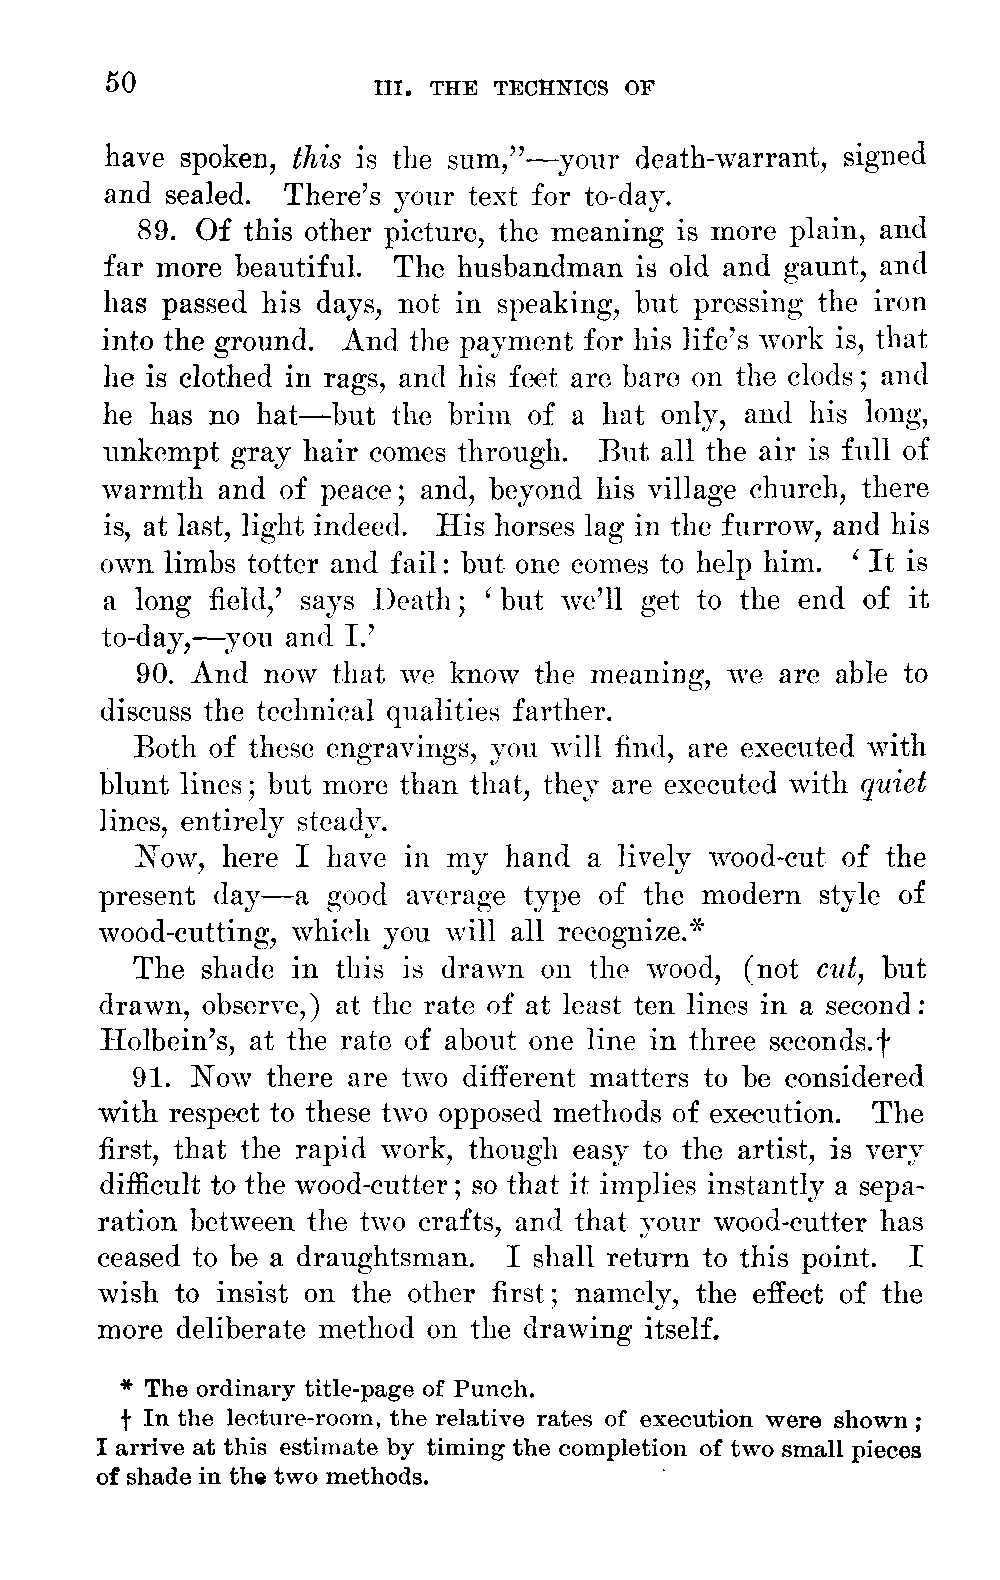 50
III. THE TECHNICS OF
have spoken, this is the sum,”—your death-warrant, signed
and sealed. There’s your text for to-day.
89. Of this other picture, the meaning is more plain, and
far more beautiful. The husbandman is old and gaunt, and
has passed his days, not in speaking, but pressing the iron
into the ground. And the payment for his life’s work is, that
he is clothed in rags, and his feet are bare on the clods; and
he has no hat—but the brim of a hat only, and his long,
unkempt gray hair comes through. But all the air is full of
warmth and of peace; and, beyond his village church, there
is, at last, light indeed. His horses lag in the furrow, and his
own limbs totter and fail: but one comes to help him. ‘It is
a long field,’ says Death; ‘but we’ll get to the end of it
to-day,—you and I.’
90. And now that we know the meaning, we are able to
discuss the technical qualities farther.
Both of these engravings, you will find, are executed with
blunt lines; but more than that, they are executed with quiet
lines, entirely steady.
Now, here I have in my hand a lively wood-cut of the
present day—a good average type of the modern style of
wood-cutting, which you will all recognize.*
The shade in this is drawn on the wood, (not cut, but
drawn, observe,) at the rate of at least ten lines in a second:
Holbein’s, at the rate of about one line in three seconds.†
91. Now there are two different matters to be considered
with respect to these two opposed methods of execution. The
first, that the rapid work, though easy to the artist, is very
difficult to the wood-cutter; so that it implies instantly a sepa-
ration between the two crafts, and that your wood-cutter has
ceased to be a draughtsman. I shall return to this point. I
wish to insist on the other first; namely, the effect of the
more deliberate method on the drawing itself.
* The ordinary title-page of Punch.
† In the lecture-room, the relative rates of execution were shown;
I arrive at this estimate by timing the completion of two small pieces
of shade in the two methods.